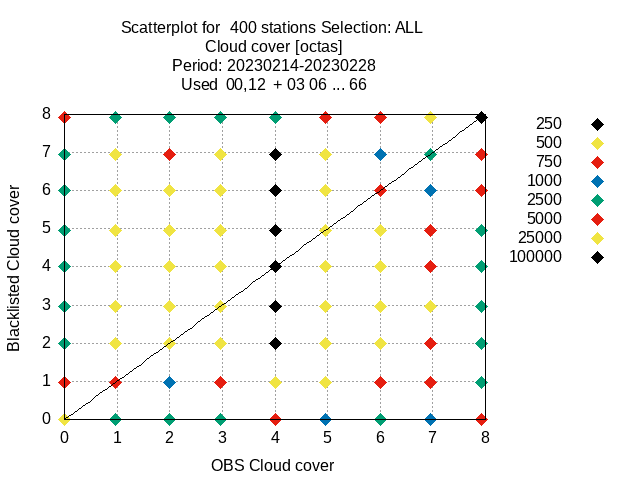 Scatterplot for 400 stations Selection: ALL
Cloud cover [octas]
Period: 20230214-20230228
Used 00,12 + 03 06 ... 66
8
7
6
5
4
3
2
1
0
Blacklisted Cloud cover
0 1 2 3 4 5 6 7 8
OBS Cloud cover
250
500
750
1000
2500
5000
25000
100000